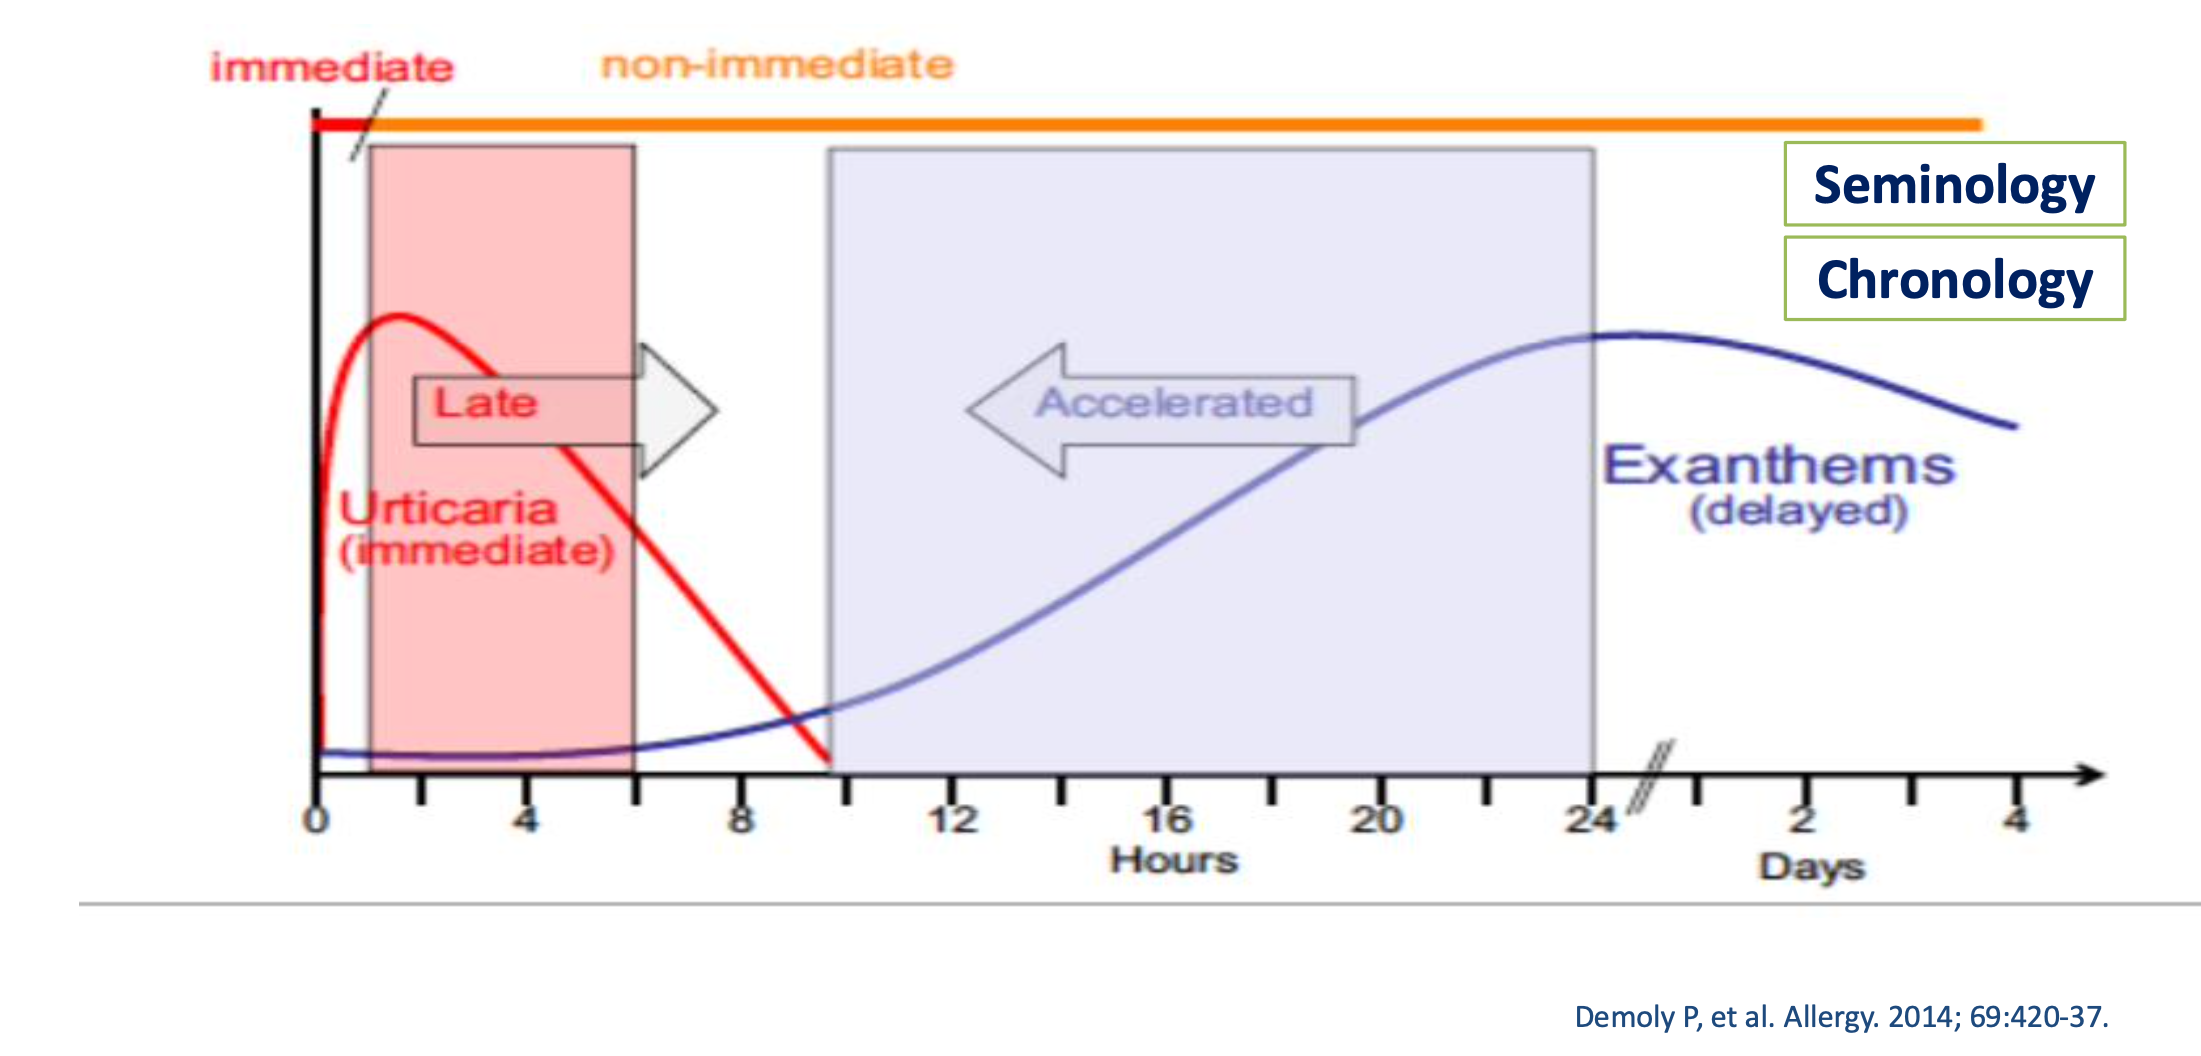 immediate
non-immediate
Seminology
Chronology
Late
Accelerated
Urticaria
(immediate)
Exanthems
(delayed)
0 4 8 12 16 20 24 2 4
Hours
Days
Demoly P, et al. Allergy. 2014; 69:420-37.